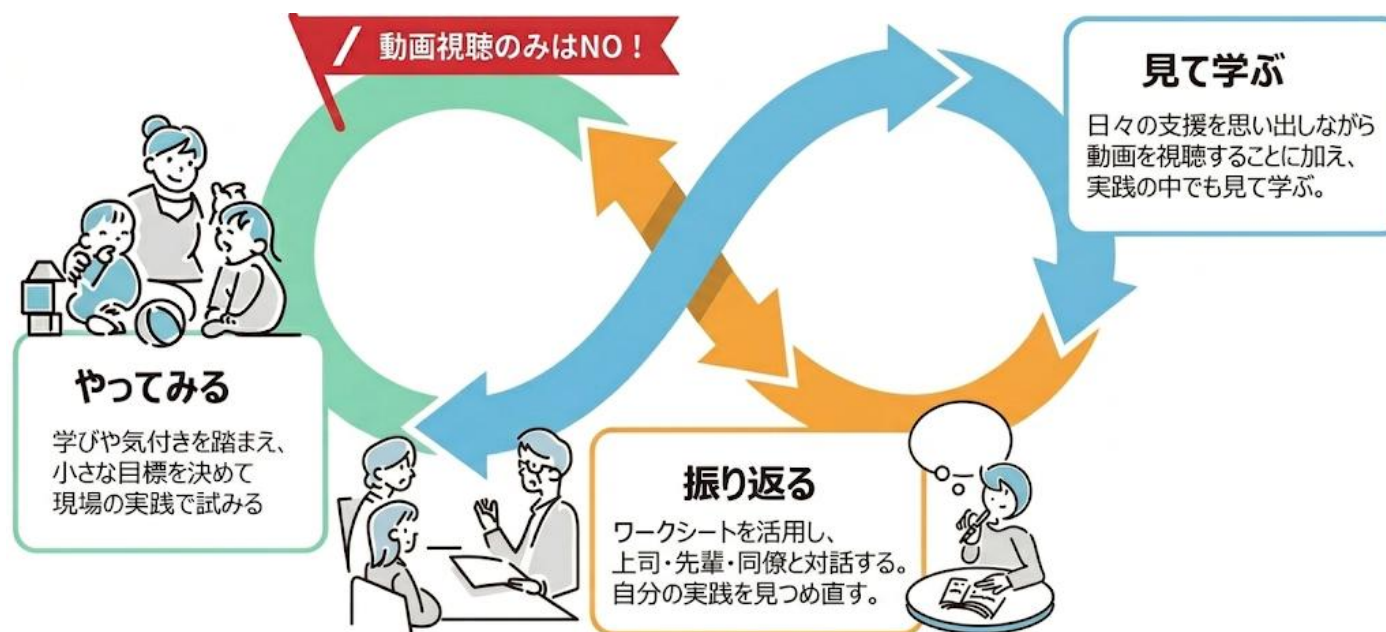 動画視聴のみはNO！
見て学ぶ
日々の支援を思い出しながら
動画を視聴することに加え、
実践の中でも見て学ぶ。
やってみる
学びや気付きを踏まえ、
小さな目標を決めて
現場の実践で試みる
振り返る
ワークシートを活用し、
上司・先輩・同僚と対話する。
自分の実践を見つめ直す。